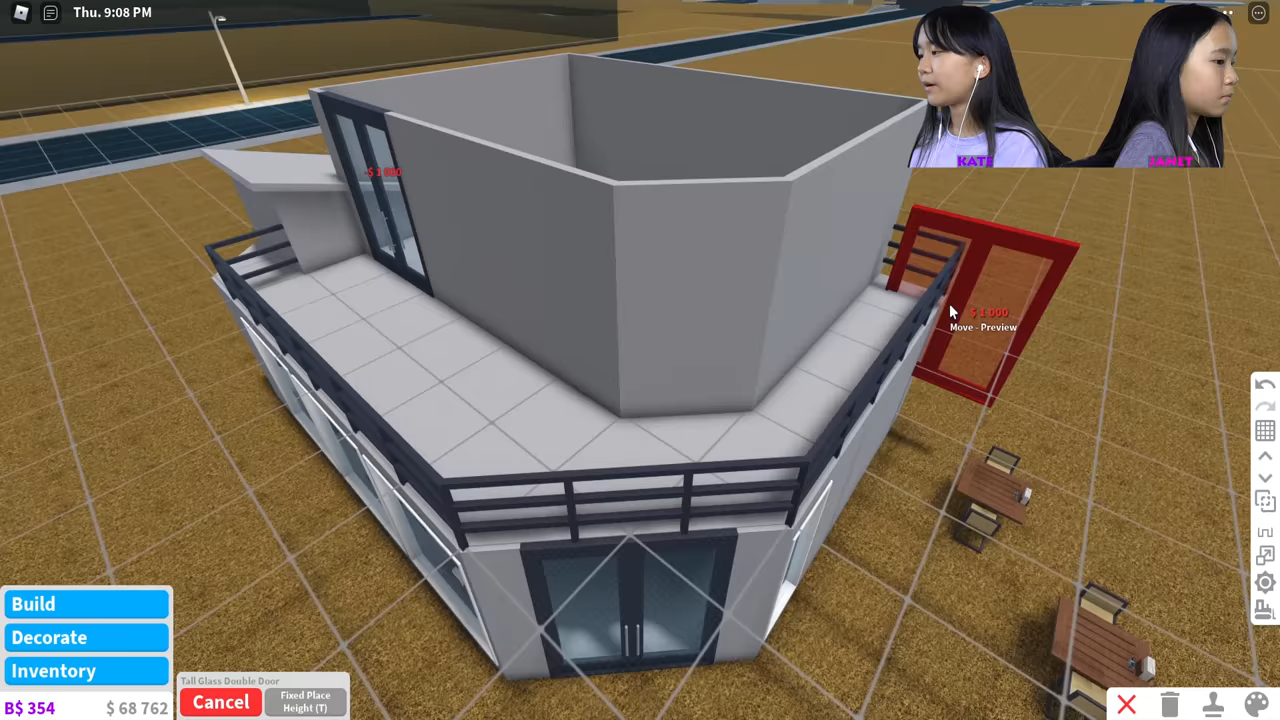 Thu. 9:08 PM
KATE
JANET
-$ 1 000
$ 1 000
Move - Preview
Build
Decorate
Inventory
B$ 354
$ 68 762
Tall Glass Double Door
Cancel
Fixed Place
Height (T)